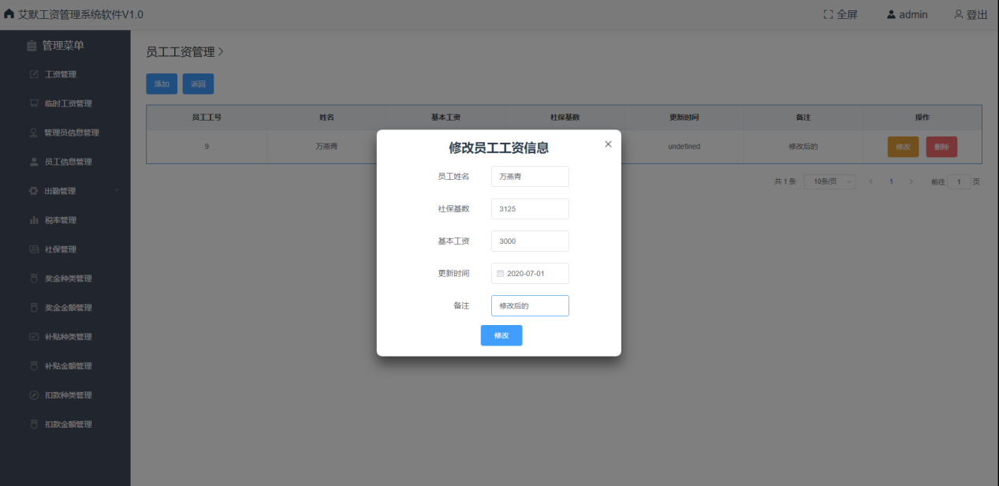 艾默工资管理系统软件V1.0
全屏
admin
登出
管理菜单
工资管理
临时工资管理
管理员信息管理
员工信息管理
出勤管理
税率管理
社保管理
奖金种类管理
奖金金额管理
补贴种类管理
补贴金额管理
扣款种类管理
扣款金额管理
员工工资管理 >
添加 返回
员工工号 姓名 基本工资 社保基数 更新时间 备注 操作
9 万燕青 undefined 修改后的 修改 删除
共 1 条 10条/页 < 1 > 前往 1 页
修改员工工资信息
员工姓名 万燕青
社保基数 3125
基本工资 3000
更新时间 2020-07-01
备注 修改后的
修改